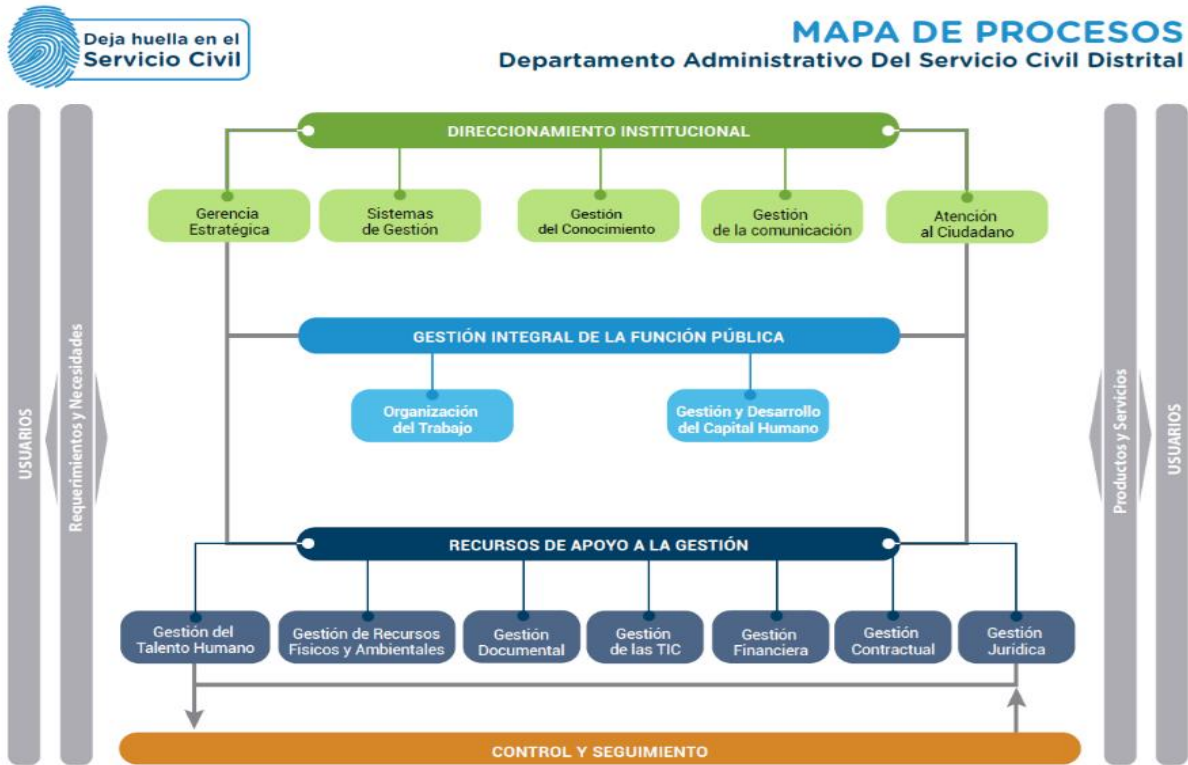 Deja huella en el
Servicio Civil
MAPA DE PROCESOS
Departamento Administrativo Del Servicio Civil Distrital
USUARIOS
Requerimientos y Necesidades
DIRECCIONAMIENTO INSTITUCIONAL
Gerencia
Estratégica
Sistemas
de Gestión
Gestión
del Conocimiento
Gestión
de la comunicación
Atención
al Ciudadano
GESTIÓN INTEGRAL DE LA FUNCIÓN PÚBLICA
Organización
del Trabajo
Gestión y Desarrollo
del Capital Humano
RECURSOS DE APOYO A LA GESTIÓN
Gestión del
Talento Humano
Gestión de Recursos
Físicos y Ambientales
Gestión
Documental
Gestión
de las TIC
Gestión
Financiera
Gestión
Contractual
Gestión
Jurídica
CONTROL Y SEGUIMIENTO
Productos y Servicios
USUARIOS